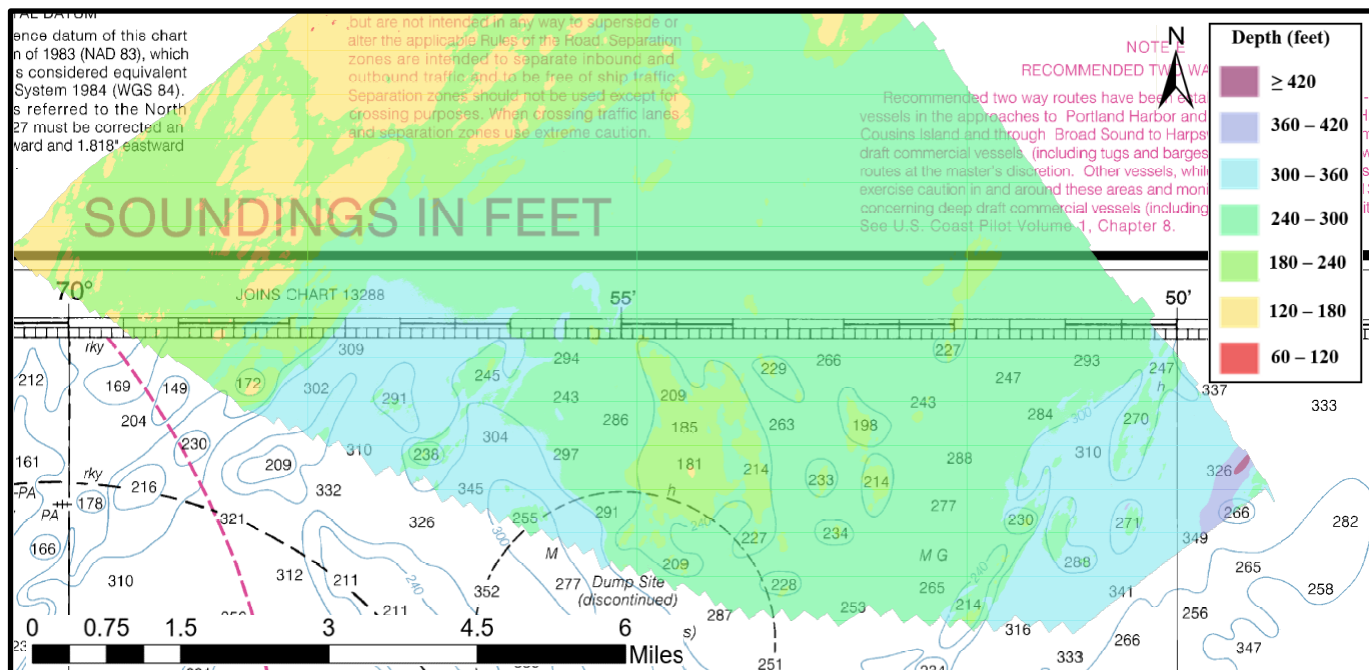 TAL DATUM
ence datum of this chart
n of 1983 (NAD 83), which
s considered equivalent
System 1984 (WGS 84).
s referred to the North
27 must be corrected an
ward and 1.818" eastward
but are not intended in any way to supersede or
alter the applicable Rules of the Road. Separation
zones are intended to separate inbound and
outbound traffic and to be free of ship traffic.
Separation zones should not be used except for
crossing purposes. When crossing traffic lanes
and separation zones use extreme caution.
NOTE E
RECOMMENDED TWO WA
Recommended two way routes have been esta
vessels in the approaches to Portland Harbor and
Cousins Island and through Broad Sound to Harpsw
draft commercial vessels (including tugs and barges
routes at the master's discretion. Other vessels, while
exercise caution in and around these areas and moni
concerning deep draft commercial vessels (including
See U.S. Coast Pilot Volume 1, Chapter 8.
N
Depth (feet)
≥ 420
360 – 420
300 – 360
240 – 300
180 – 240
120 – 180
60 – 120
SOUNDINGS IN FEET
70°
JOINS CHART 13288
55'
50'
rky
309
294
266
227
293
247
212
169
149
172
302
291
245
243
209
229
243
247
h
337
333
204
286
185
263
198
284
300
270
230
310
238
304
297
181
214
288
310
326
161
rky
209
332
233
214
277
PA
216
345
h
282
PA
178
321
326
255
291
240
227
234
230
271
266
349
166
300
M
M G
288
310
312
211
240
352
277
Dump Site
(discontinued)
209
228
265
240
341
265
258
211
287
253
214
256
316
266
347
s)
251
333
0
0.75
1.5
3
4.5
6
Miles